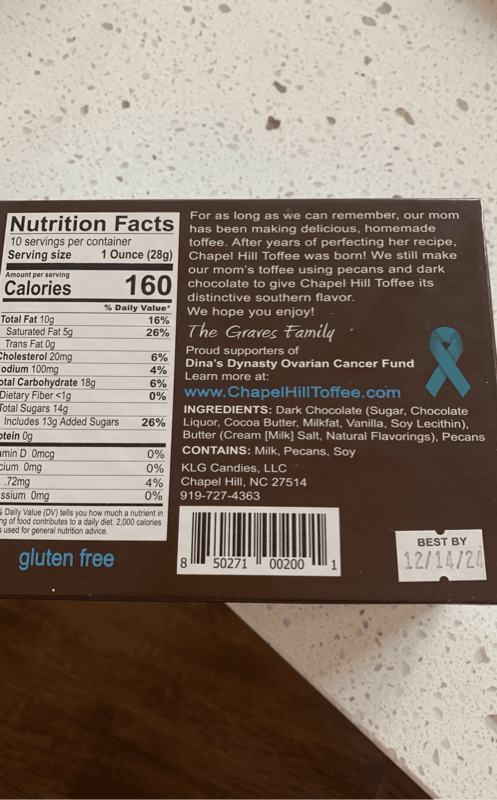 Nutrition Facts
10 servings per container
Serving size 1 Ounce (28g)
Amount per serving
Calories 160
% Daily Value*
Total Fat 10g 16%
Saturated Fat 5g 26%
Trans Fat 0g
Cholesterol 20mg 6%
odium 100mg 4%
otal Carbohydrate 18g 6%
Dietary Fiber <1g 0%
Total Sugars 14g
Includes 13g Added Sugars 26%
otein 0g
min D 0mcg 0%
cium 0mg 0%
.72mg 4%
ssium 0mg 0%
% Daily Value (DV) tells you how much a nutrient in
ng of food contributes to a daily diet. 2,000 calories
s used for general nutrition advice.
gluten free
For as long as we can remember, our mom
has been making delicious, homemade
toffee. After years of perfecting her recipe,
Chapel Hill Toffee was born! We still make
our mom's toffee using pecans and dark
chocolate to give Chapel Hill Toffee its
distinctive southern flavor.
We hope you enjoy!
The Graves Family
Proud supporters of
Dina's Dynasty Ovarian Cancer Fund
Learn more at:
www.ChapelHillToffee.com
INGREDIENTS: Dark Chocolate (Sugar, Chocolate
Liquor, Cocoa Butter, Milkfat, Vanilla, Soy Lecithin),
Butter (Cream [Milk] Salt, Natural Flavorings), Pecans
CONTAINS: Milk, Pecans, Soy
KLG Candies, LLC
Chapel Hill, NC 27514
919-727-4363
8 50271 00200 1
BEST BY
12/14/24